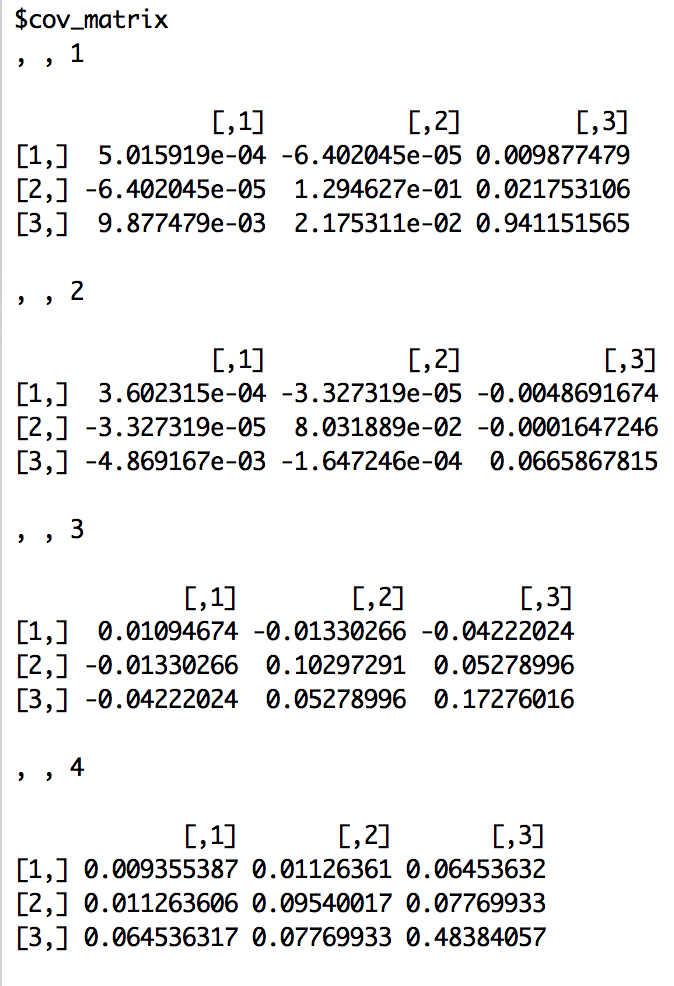 $cov_matrix
, , 1
[,1] [,2] [,3]
[1,] 5.015919e-04 -6.402045e-05 0.009877479
[2,] -6.402045e-05 1.294627e-01 0.021753106
[3,] 9.877479e-03 2.175311e-02 0.941151565
, , 2
[,1] [,2] [,3]
[1,] 3.602315e-04 -3.327319e-05 -0.0048691674
[2,] -3.327319e-05 8.031889e-02 -0.0001647246
[3,] -4.869167e-03 -1.647246e-04 0.0665867815
, , 3
[,1] [,2] [,3]
[1,] 0.01094674 -0.01330266 -0.04222024
[2,] -0.01330266 0.10297291 0.05278996
[3,] -0.04222024 0.05278996 0.17276016
, , 4
[,1] [,2] [,3]
[1,] 0.009355387 0.01126361 0.06453632
[2,] 0.011263606 0.09540017 0.07769933
[3,] 0.064536317 0.07769933 0.48384057